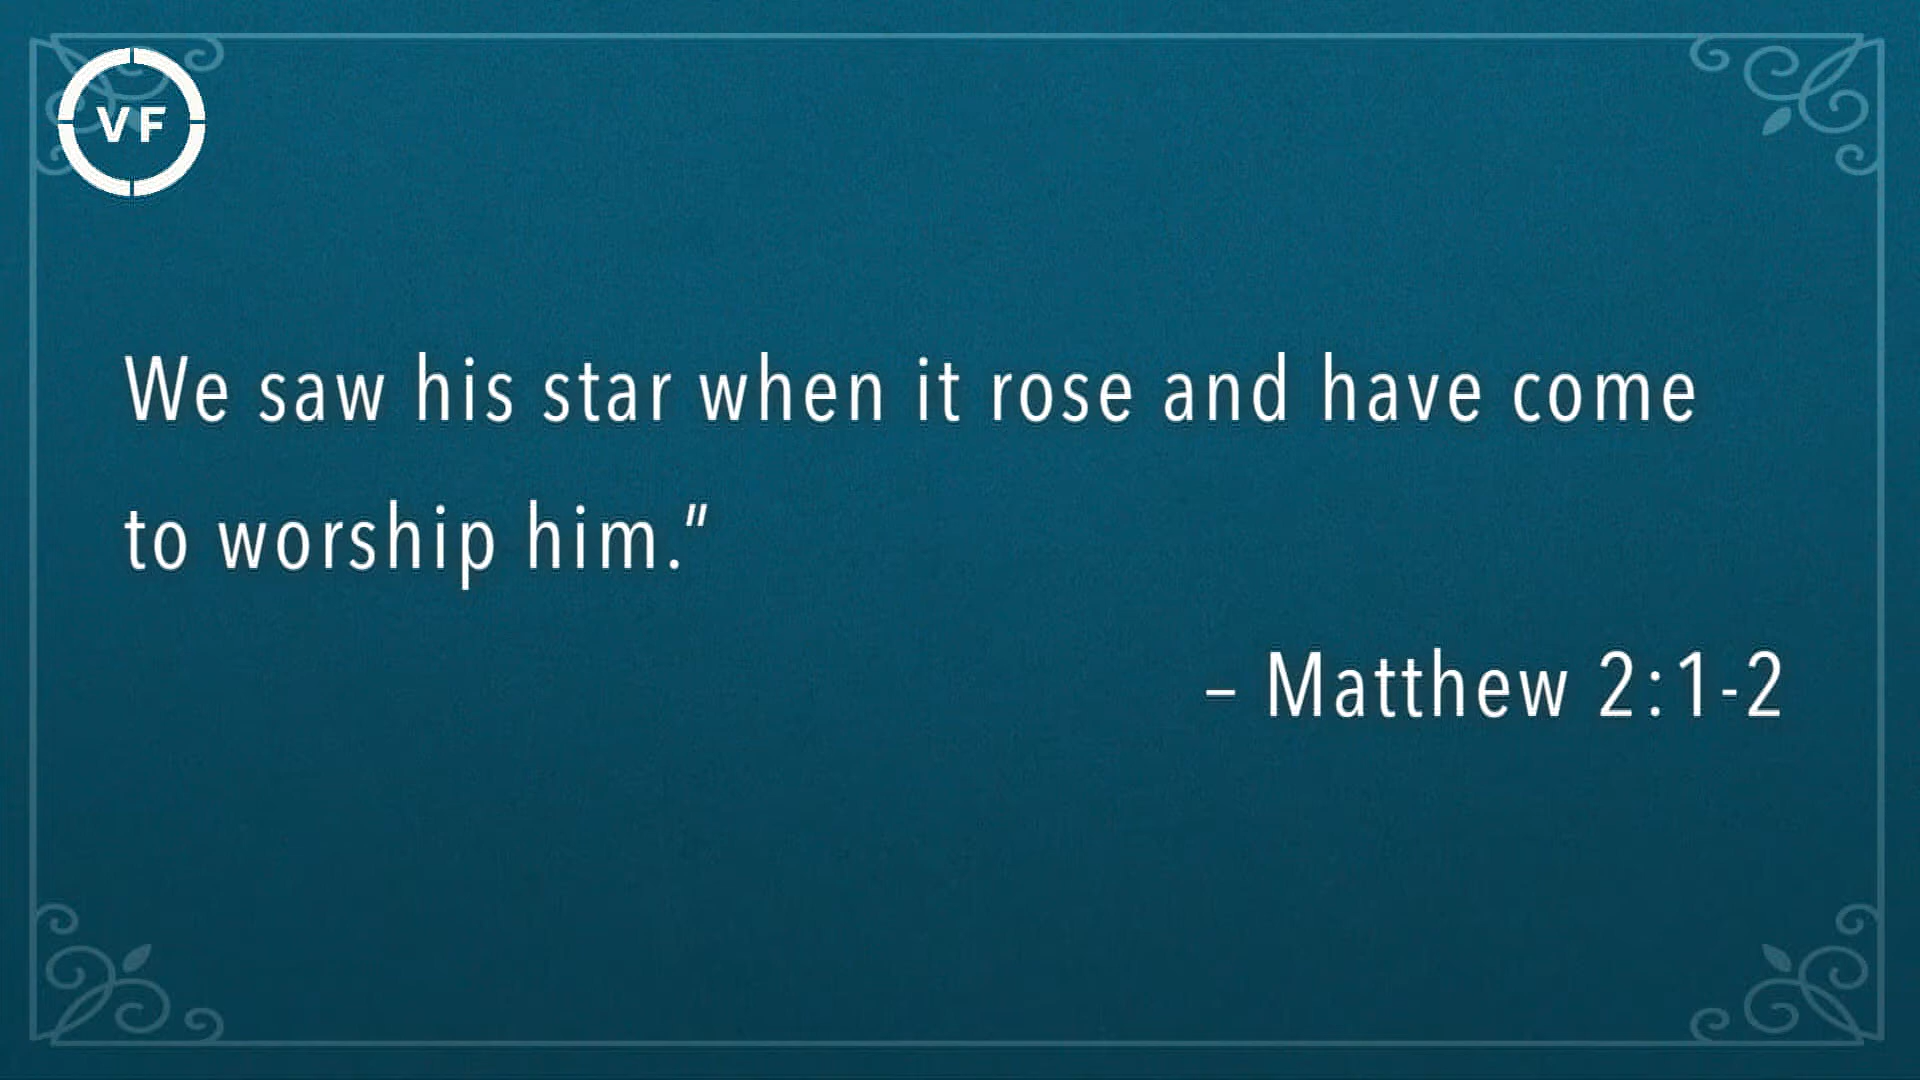 VF
We saw his star when it rose and have come
to worship him.”
– Matthew 2:1-2